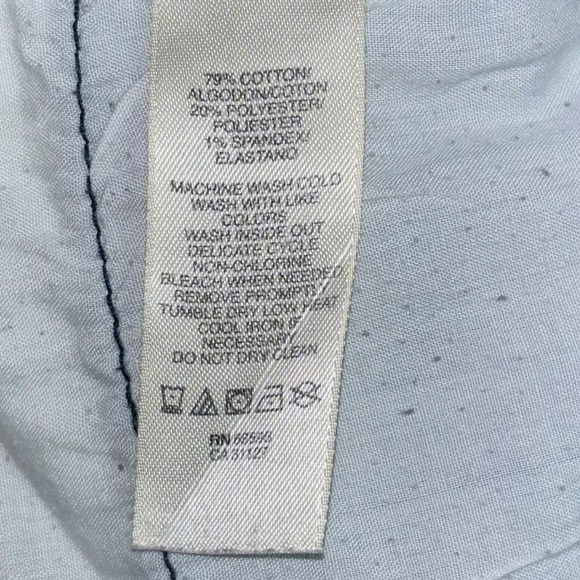 79% COTTON/
ALGODON/COTON
20% POLYESTER/
POLIESTER
1% SPANDEX/
ELASTANO
MACHINE WASH COLD
WASH WITH LIKE
COLORS
WASH INSIDE OUT
DELICATE CYCLE
NON-CHLORINE
BLEACH WHEN NEEDED
REMOVE PROMPTLY
TUMBLE DRY LOW HEAT
COOL IRON IF
NECESSARY
DO NOT DRY CLEAN
RN
CA 31127